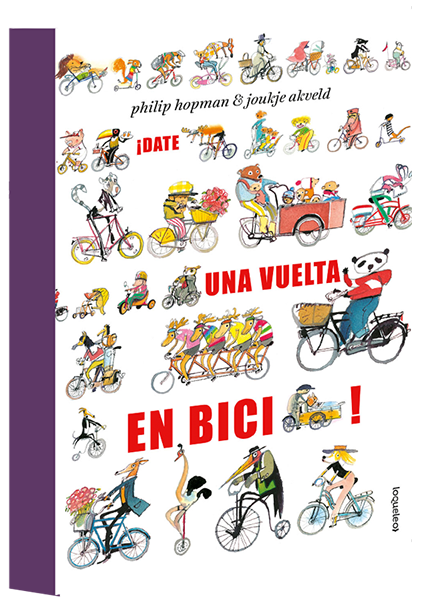 philip hopman & joukje akveld
¡DATE
UNA VUELTA
EN BICI !
loqueleo